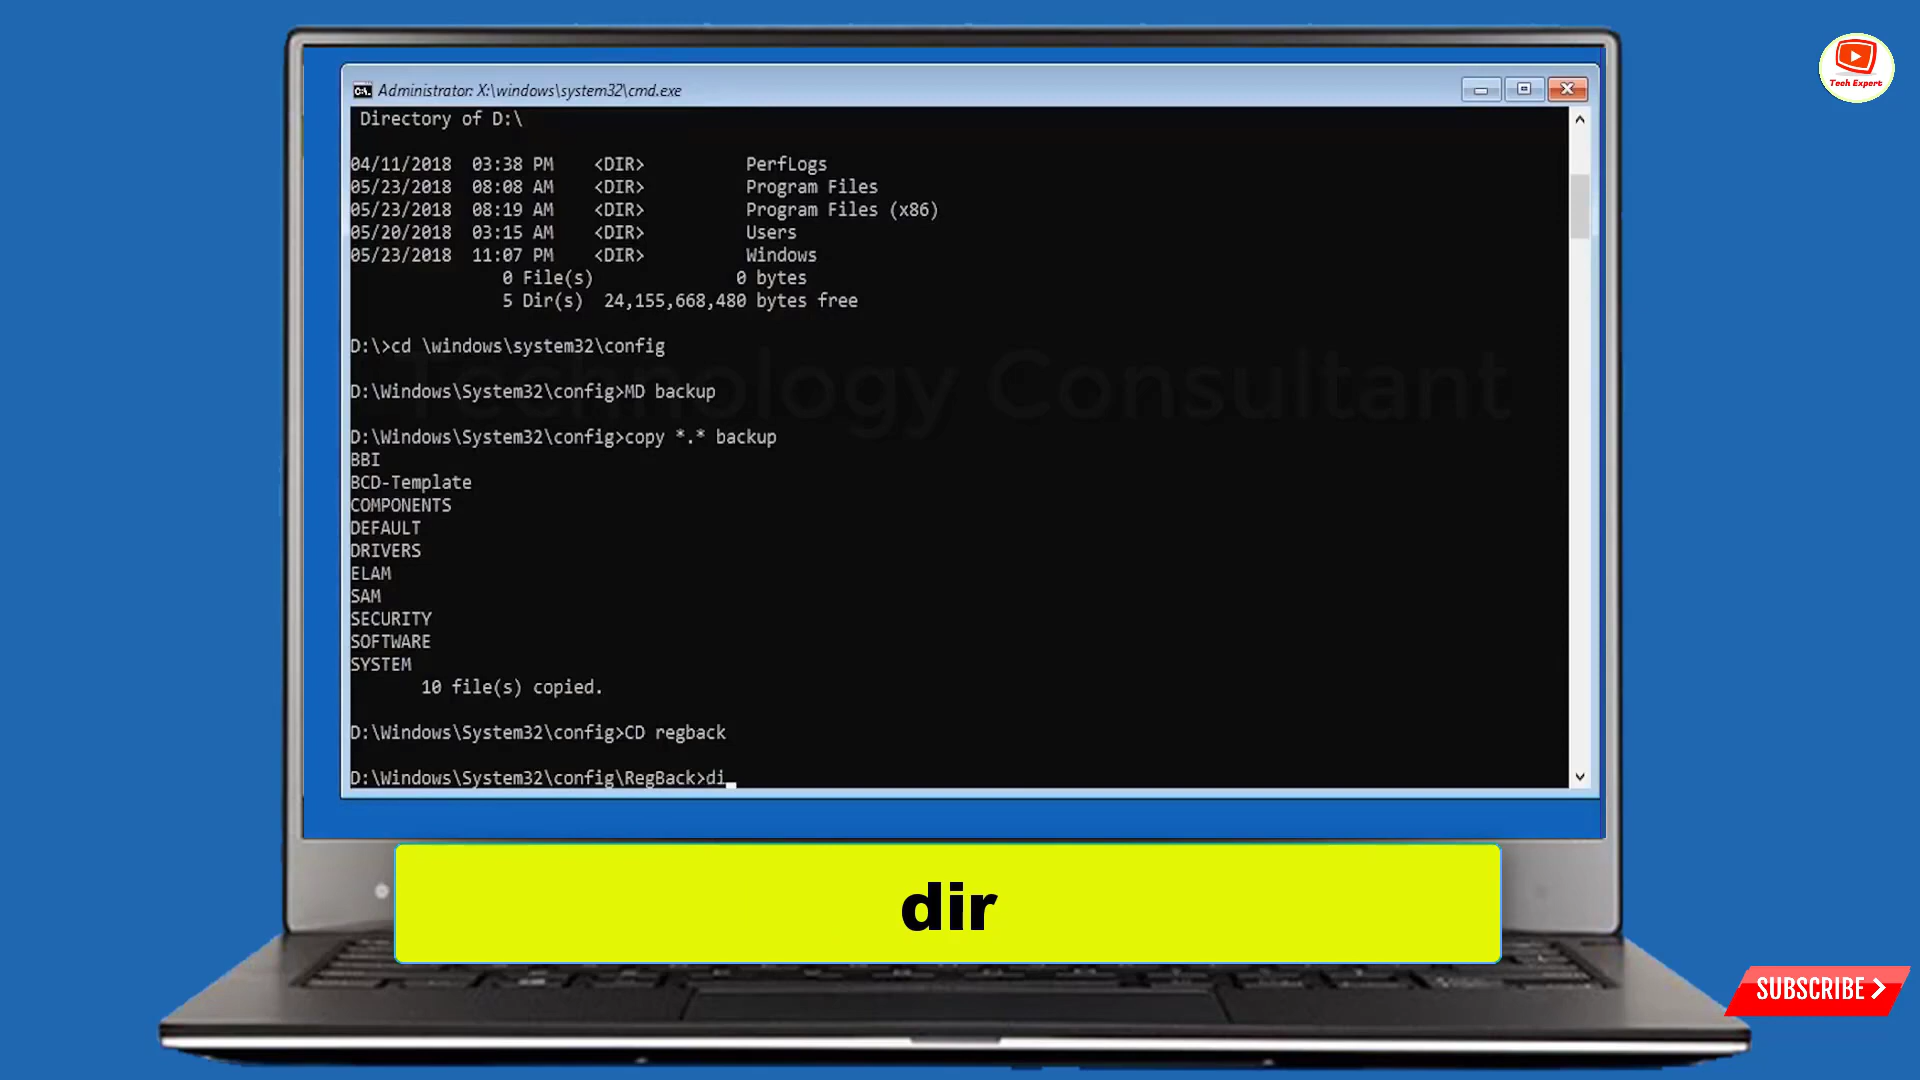 Administrator: X:\windows\system32\cmd.exe
Tech Expert
Directory of D:\
04/11/2018 03:38 PM <DIR> PerfLogs
05/23/2018 08:08 AM <DIR> Program Files
05/23/2018 08:19 AM <DIR> Program Files (x86)
05/20/2018 03:15 AM <DIR> Users
05/23/2018 11:07 PM <DIR> Windows
0 File(s) 0 bytes
5 Dir(s) 24,155,668,480 bytes free
D:\>cd \windows\system32\config
Technology Consultant
D:\Windows\System32\config>MD backup
D:\Windows\System32\config>copy *.* backup
BBI
BCD-Template
COMPONENTS
DEFAULT
DRIVERS
ELAM
SAM
SECURITY
SOFTWARE
SYSTEM
10 file(s) copied.
D:\Windows\System32\config>CD regback
D:\Windows\System32\config\RegBack>di_
dir
SUBSCRIBE